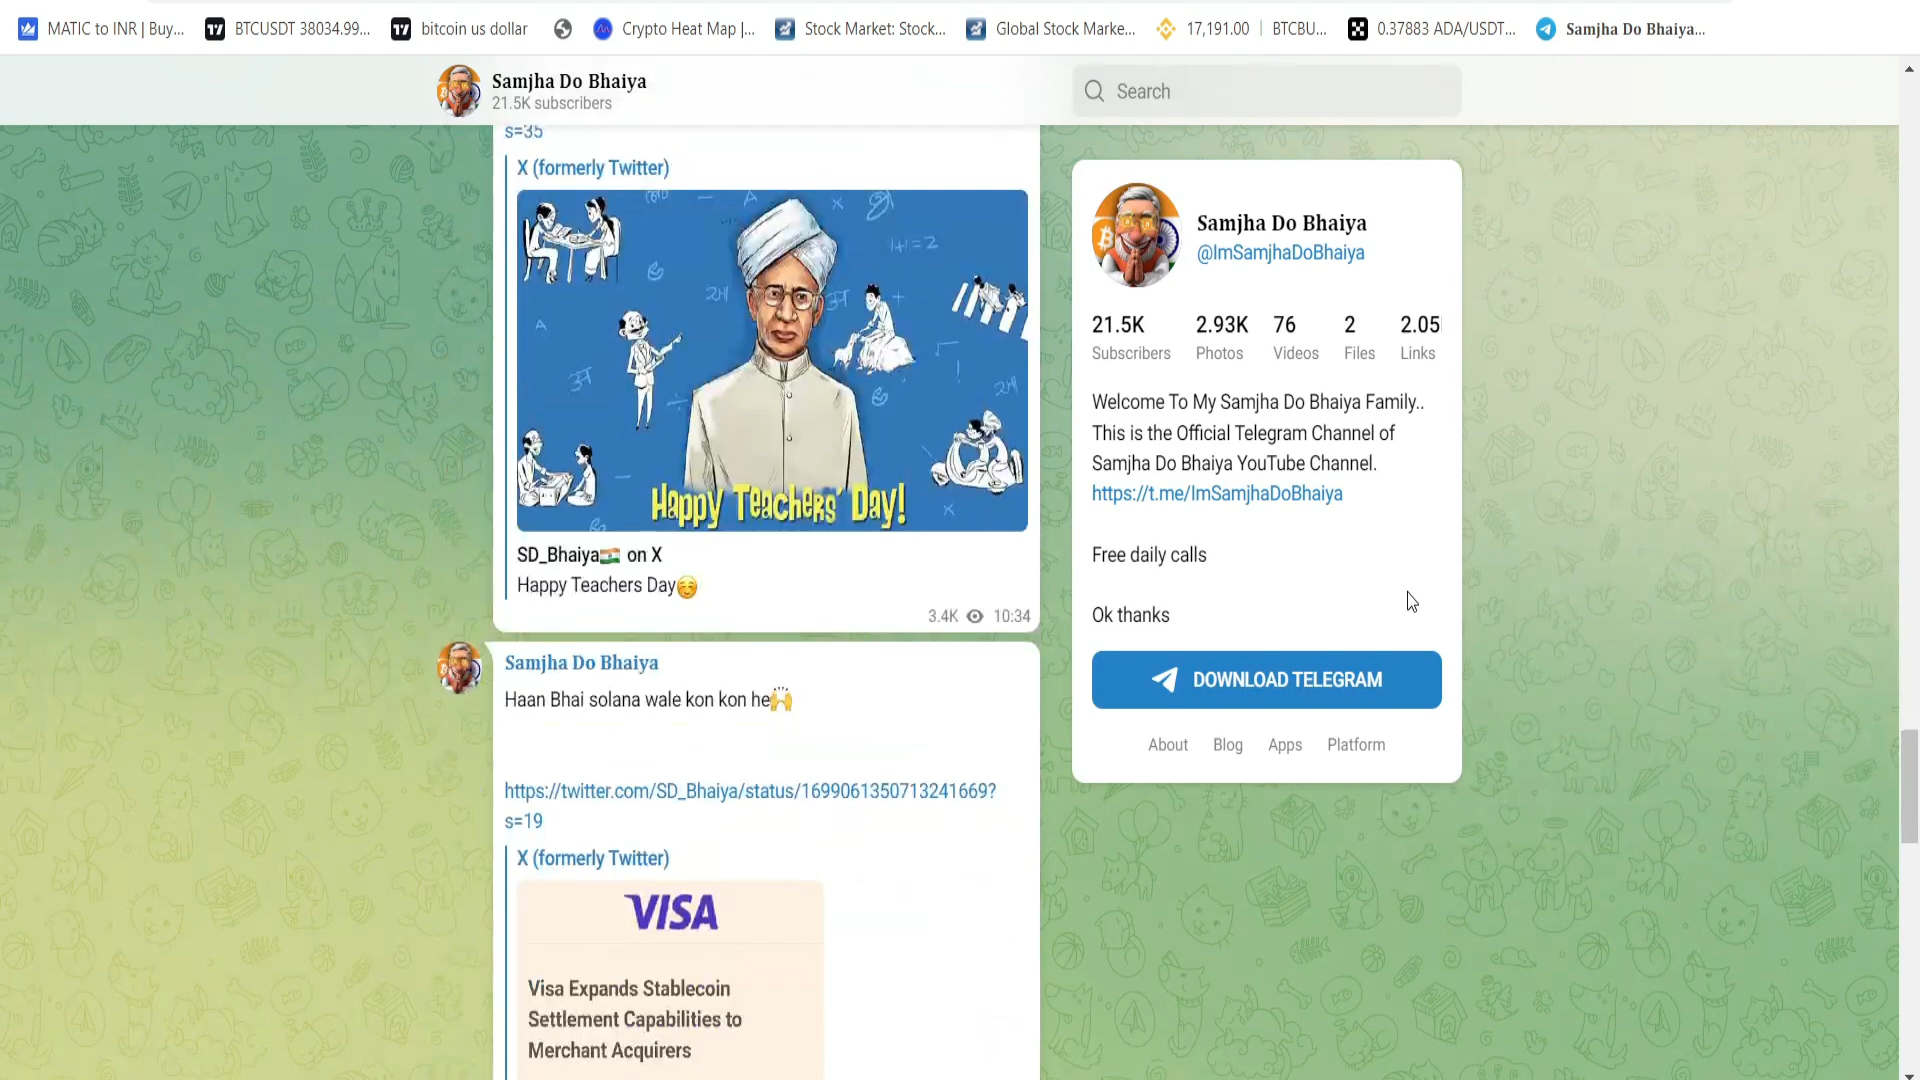 MATIC to INR | Buy...
BTCUSDT 38034.99...
bitcoin us dollar
Crypto Heat Map |...
Stock Market: Stock...
Global Stock Marke...
17,191.00 | BTCBU...
0.37883 ADA/USDT...
Samjha Do Bhaiya...
Samjha Do Bhaiya
21.5K subscribers
Search
s=35
X (formerly Twitter)
Happy Teachers' Day!
SD_Bhaiya🇮🇳 on X
Happy Teachers Day☺️
3.4K 10:34
Samjha Do Bhaiya
Haan Bhai solana wale kon kon he🙌
https://twitter.com/SD_Bhaiya/status/1699061350713241669?
s=19
X (formerly Twitter)
VISA
Visa Expands Stablecoin
Settlement Capabilities to
Merchant Acquirers
Samjha Do Bhaiya
@ImSamjhaDoBhaiya
21.5K 2.93K 76 2 2.05
Subscribers Photos Videos Files Links
Welcome To My Samjha Do Bhaiya Family..
This is the Official Telegram Channel of
Samjha Do Bhaiya YouTube Channel.
https://t.me/ImSamjhaDoBhaiya
Free daily calls
Ok thanks
DOWNLOAD TELEGRAM
About Blog Apps Platform